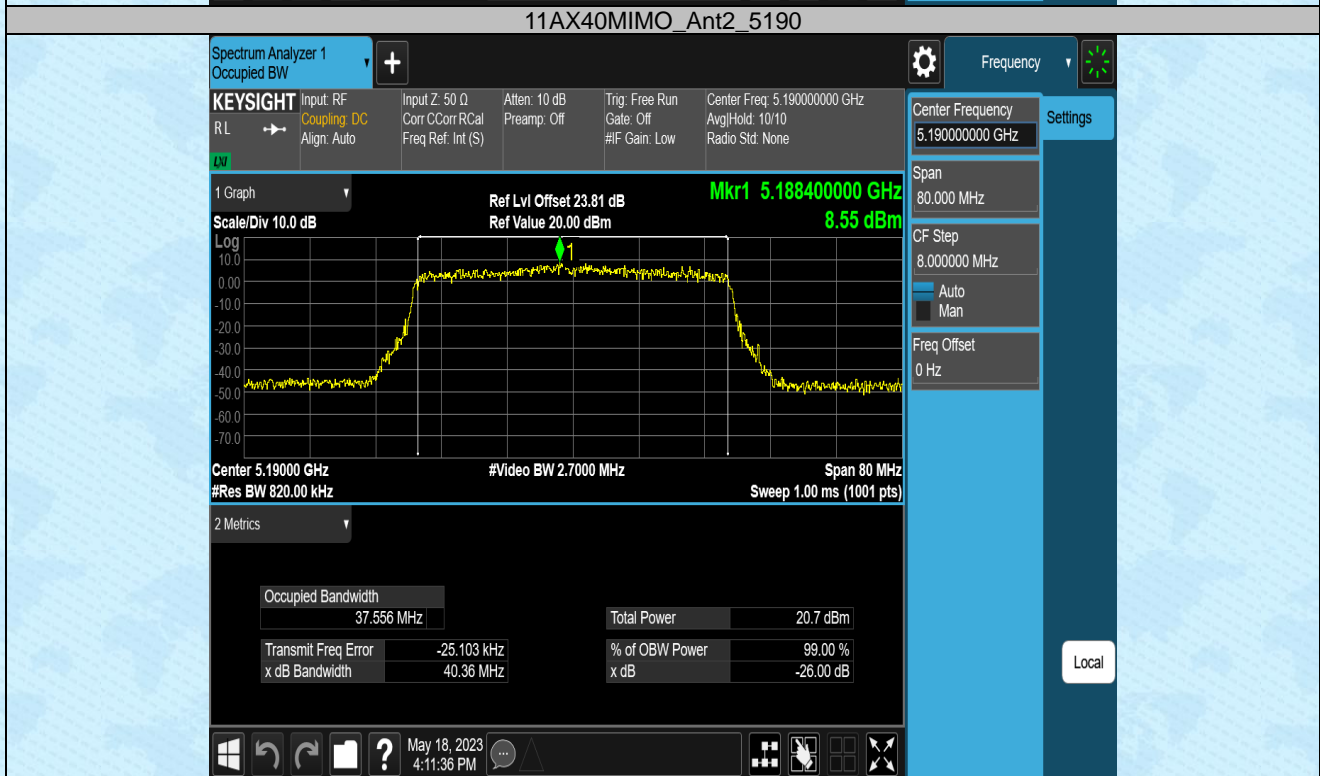 11AX40MIMO_Ant2_5190
Spectrum Analyzer 1
Occupied BW
+
Frequency
KEYSIGHT
RL
LXI
Input: RF
Coupling: DC
Align: Auto
Input Z: 50 Ω
Corr CCorr RCal
Freq Ref: Int (S)
Atten: 10 dB
Preamp: Off
Trig: Free Run
Gate: Off
#IF Gain: Low
Center Freq: 5.190000000 GHz
Avg|Hold: 10/10
Radio Std: None
Center Frequency
5.190000000 GHz
Settings
Span
80.000 MHz
CF Step
8.000000 MHz
Auto
Man
Freq Offset
0 Hz
1 Graph
Scale/Div 10.0 dB
Ref Lvl Offset 23.81 dB
Ref Value 20.00 dBm
Mkr1 5.188400000 GHz
8.55 dBm
Log
1
10.0
0.00
-10.0
-20.0
-30.0
-40.0
-50.0
-60.0
-70.0
Center 5.19000 GHz
#Res BW 820.00 kHz
#Video BW 2.7000 MHz
Span 80 MHz
Sweep 1.00 ms (1001 pts)
2 Metrics
Occupied Bandwidth
37.556 MHz
Total Power 20.7 dBm
Transmit Freq Error -25.103 kHz
% of OBW Power 99.00 %
x dB Bandwidth 40.36 MHz
x dB -26.00 dB
Local
?
May 18, 2023
4:11:36 PM